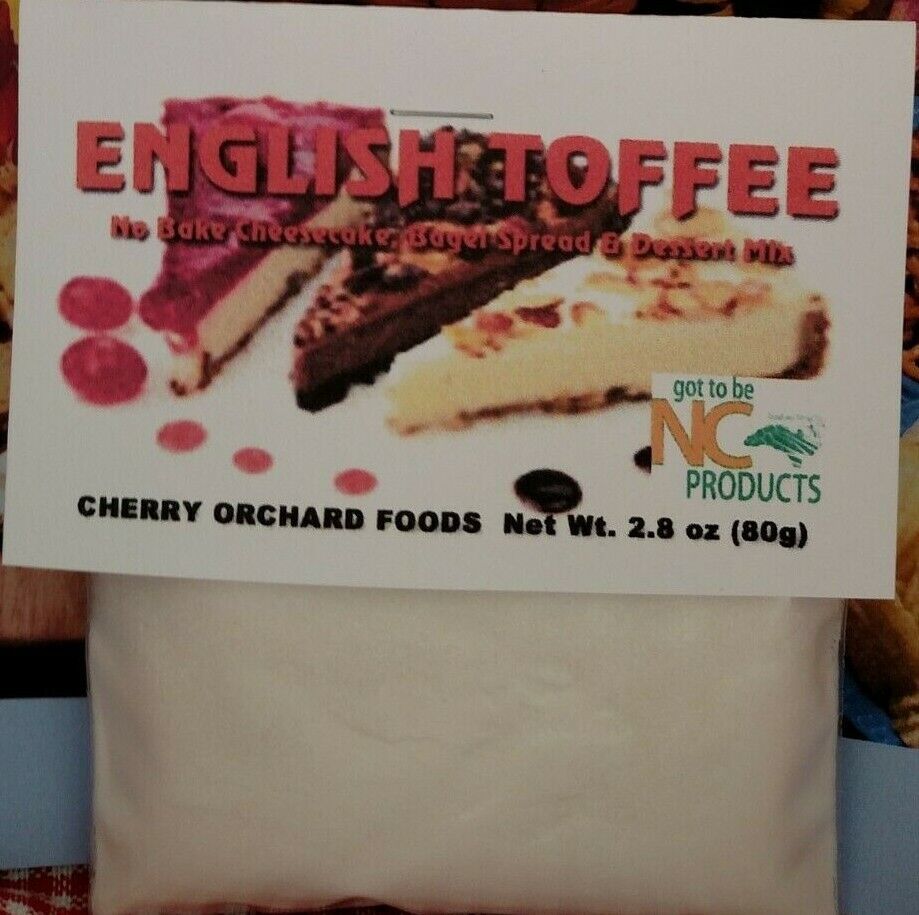 ENGLISH TOFFEE
No Bake Cheesecake, Bagel Spread & Dessert Mix
got to be
NC
PRODUCTS
CHERRY ORCHARD FOODS Net Wt. 2.8 oz (80g)